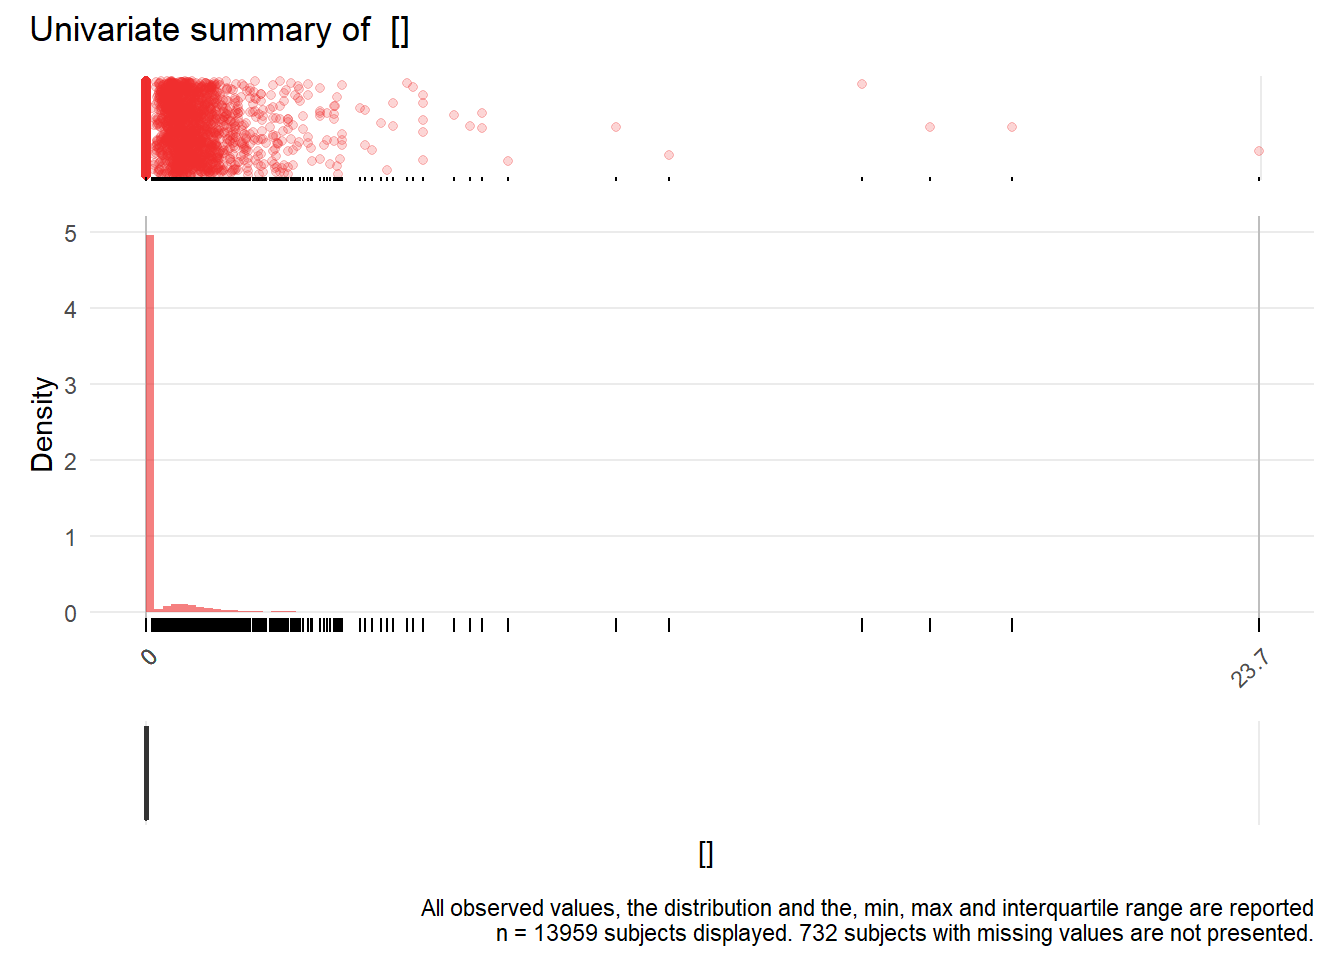 Univariate summary of  []
5
4
3
2
1
0
Density
0
23.7
[]
All observed values, the distribution and the, min, max and interquartile range are reported
n = 13959 subjects displayed. 732 subjects with missing values are not presented.